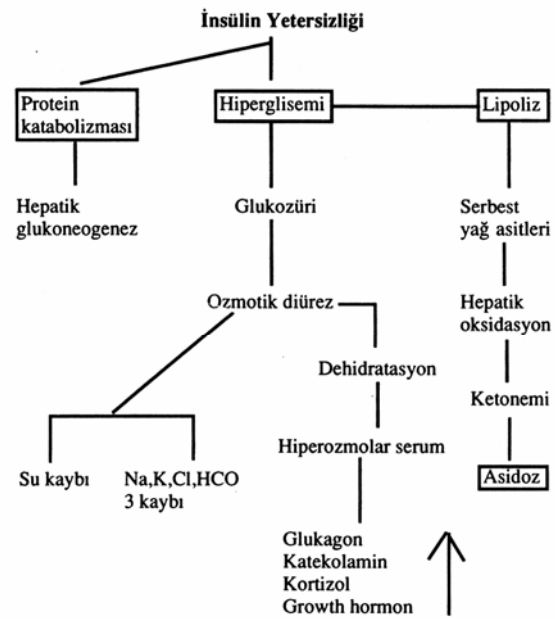 İnsülin Yetersizliği
Protein
katabolizması
Hiperglisemi
Lipoliz
Hepatik
glukoneogenez
Glukozüri
Serbest
yağ asitleri
Ozmotik diürez
Hepatik
oksidasyon
Dehidratasyon
Ketonemi
Hiperozmolar serum
Su kaybı
Na,K,Cl,HCO
3 kaybı
Asidoz
Glukagon
Katekolamin
Kortizol
Growth hormon